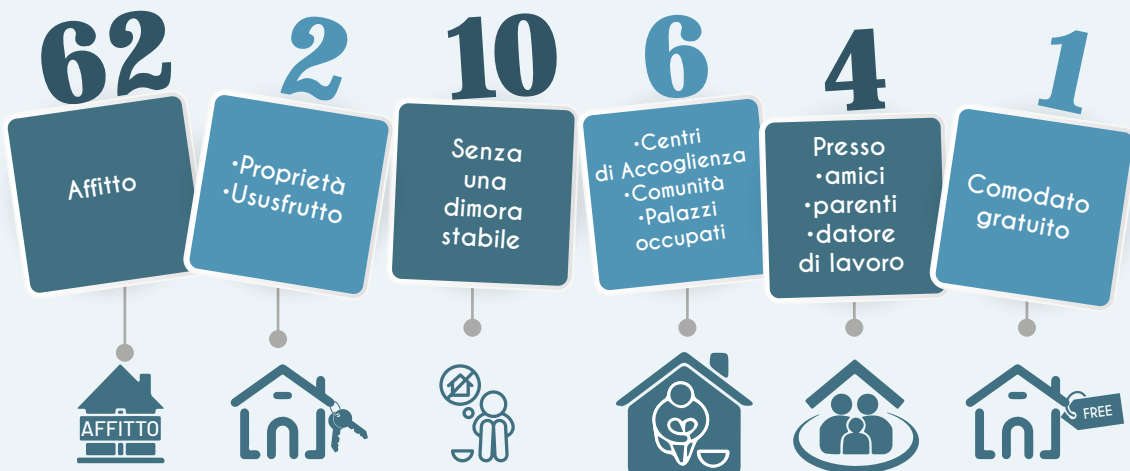 62
Affitto
2
•Proprietà
•Ususfrutto
10
Senza
una
dimora
stabile
6
•Centri
di Accoglienza
•Comunità
•Palazzi
occupati
4
Presso
•amici
•parenti
•datore
di lavoro
1
Comodato
gratuito
AFFITTO
FREE